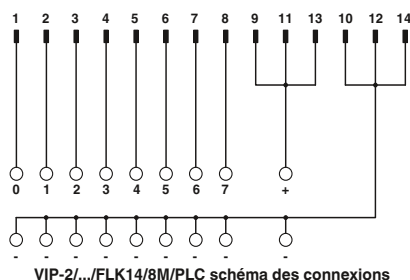 1 2 3 4 5 6 7 8 9 11 13 10 12 14
0 1 2 3 4 5 6 7 +
- - - - - - - - -
VIP-2/.../FLK14/8M/PLC schéma des connexions